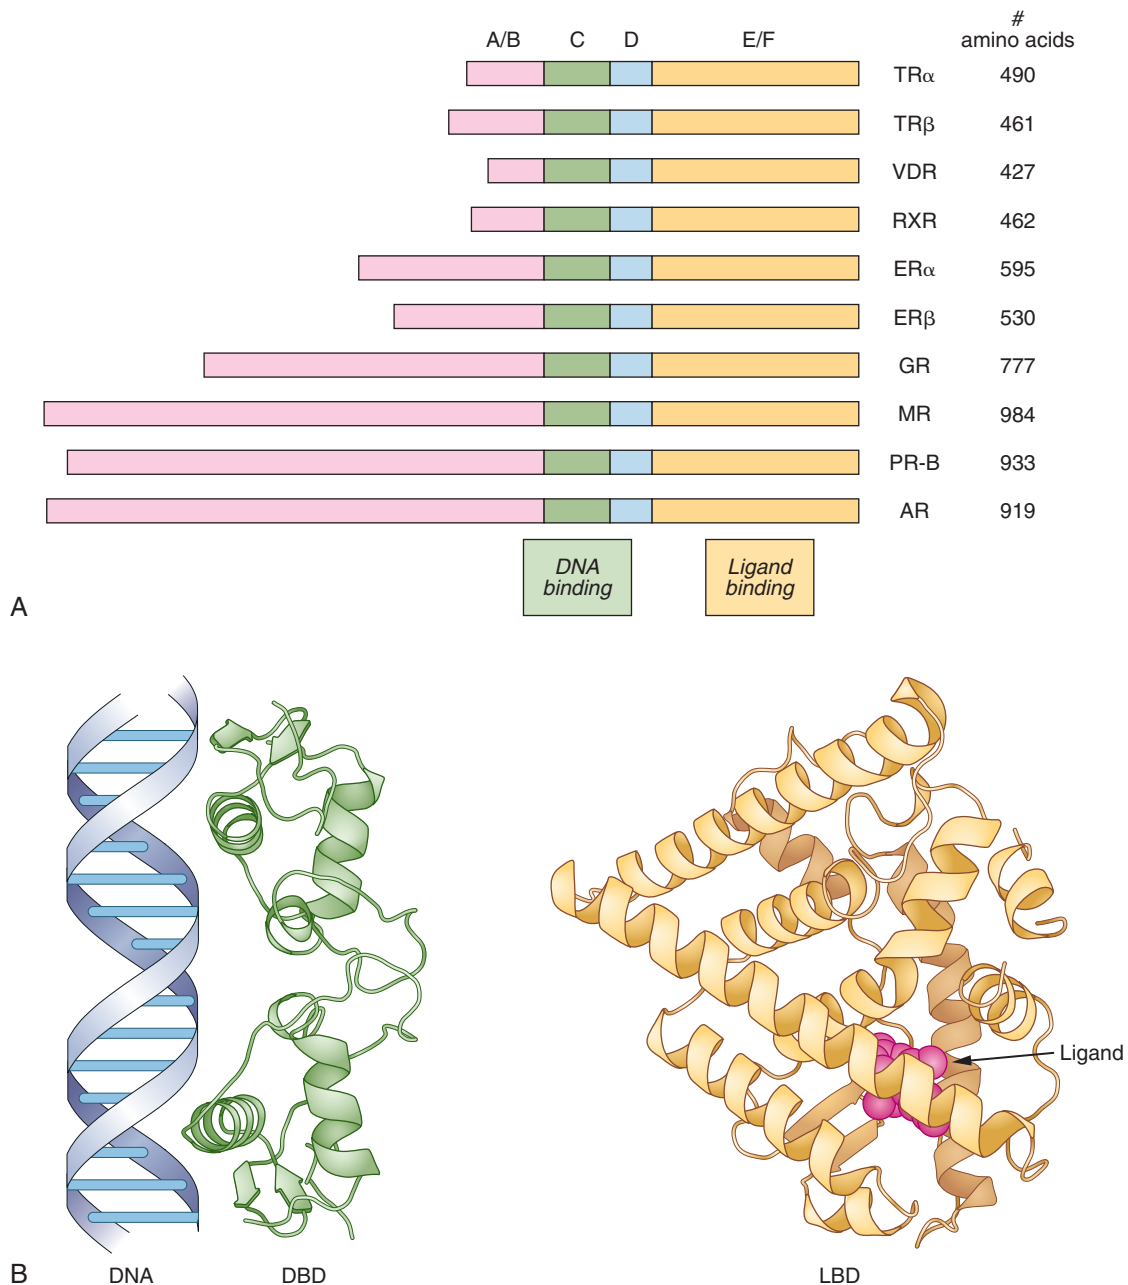 #
amino acids
A/B C D E/F
TRα 490
TRβ 461
VDR 427
RXR 462
ERα 595
ERβ 530
GR 777
MR 984
PR-B 933
AR 919
DNA
binding
Ligand
binding
A
Ligand
B DNA DBD LBD